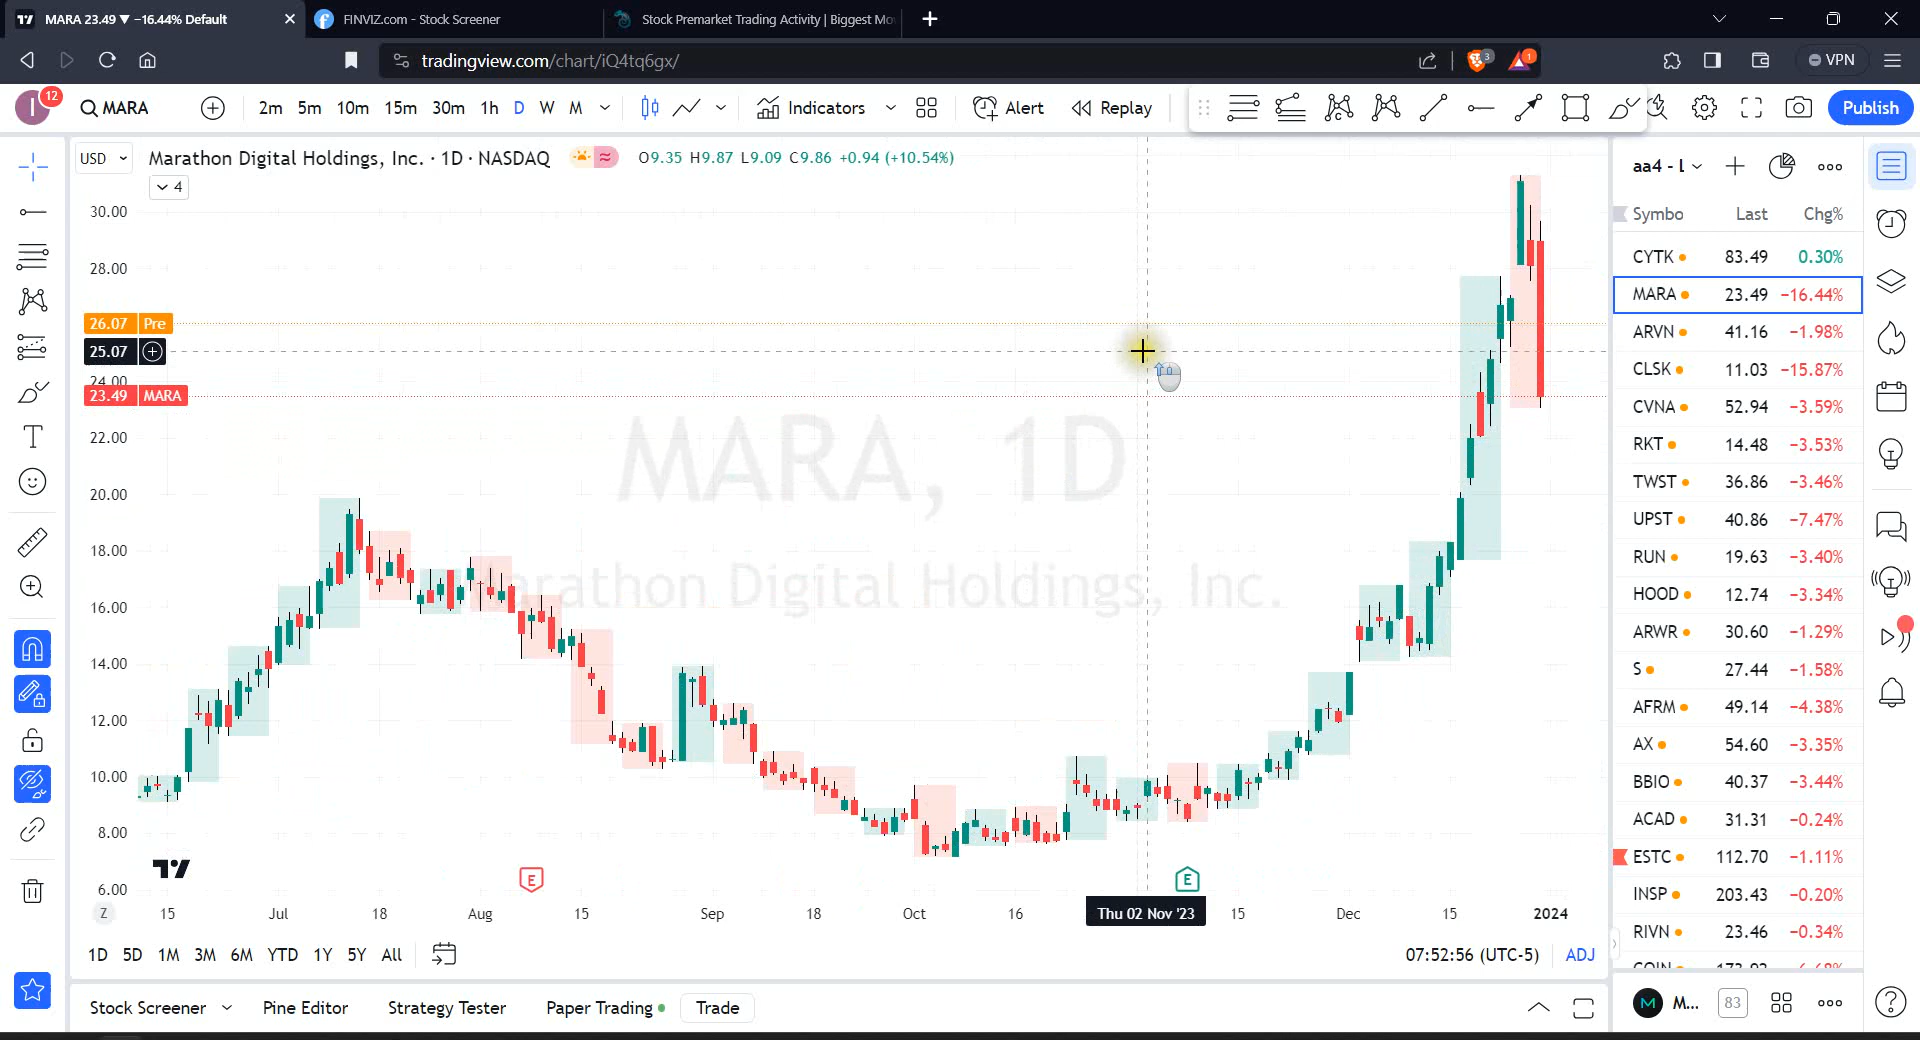 MARA 23.49 ▼ −16.44% Default
FINVIZ.com - Stock Screener
Stock Premarket Trading Activity | Biggest Mo
tradingview.com/chart/iQ4tq6gx/
3
1
VPN
I
12
MARA
2m 5m 10m 15m 30m 1h D W M
Indicators
Alert
Replay
Publish
USD
Marathon Digital Holdings, Inc. · 1D · NASDAQ
O9.35 H9.87 L9.09 C9.86 +0.94 (+10.54%)
4
30.00
28.00
26.07 Pre
25.07
24.00
23.49 MARA
22.00
20.00
18.00
16.00
14.00
12.00
10.00
8.00
6.00
MARA, 1D
Marathon Digital Holdings, Inc.
E
E
Z
15 Jul 18 Aug 15 Sep 18 Oct 16 Thu 02 Nov '23 15 Dec 15 2024
1D 5D 1M 3M 6M YTD 1Y 5Y All
07:52:56 (UTC-5) ADJ
Stock Screener
Pine Editor
Strategy Tester
Paper Trading
Trade
aa4 - L
Symbo Last Chg%
CYTK 83.49 0.30%
MARA 23.49 −16.44%
ARVN 41.16 −1.98%
CLSK 11.03 −15.87%
CVNA 52.94 −3.59%
RKT 14.48 −3.53%
TWST 36.86 −3.46%
UPST 40.86 −7.47%
RUN 19.63 −3.40%
HOOD 12.74 −3.34%
ARWR 30.60 −1.29%
S 27.44 −1.58%
AFRM 49.14 −4.38%
AX 54.60 −3.35%
BBIO 40.37 −3.44%
ACAD 31.31 −0.24%
ESTC 112.70 −1.11%
INSP 203.43 −0.20%
RIVN 23.46 −0.34%
M...
83